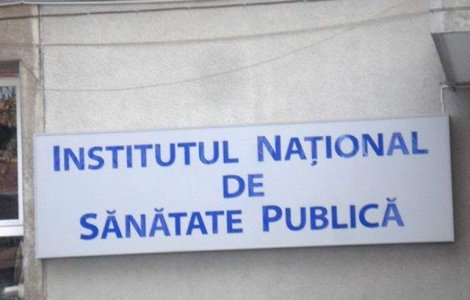 INSTITUTUL NAȚIONAL
DE
SĂNĂTATE PUBLICĂ